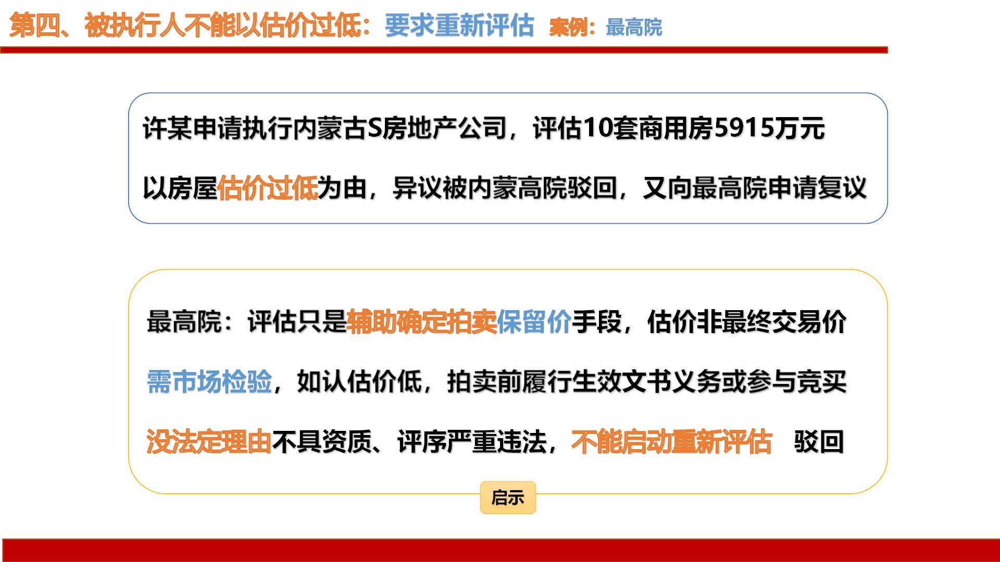 第四、被执行人不能以估价过低：要求重新评估 案例：最高院
许某申请执行内蒙古S房地产公司，评估10套商用房5915万元
以房屋估价过低为由，异议被内蒙高院驳回，又向最高院申请复议
最高院：评估只是辅助确定拍卖保留价手段，估价非最终交易价
需市场检验，如认估价低，拍卖前履行生效文书义务或参与竞买
没法定理由不具资质、评序严重违法，不能启动重新评估 驳回
启示